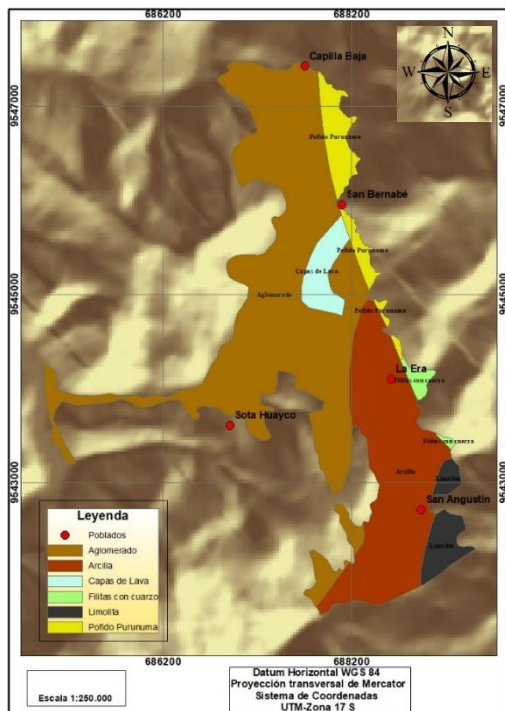 686200 688200
N
W E
S
Capilla Baja
9547000
9547000
Pofido Purunuma
San Bernabé
Pofido Purunuma
Capas de Lava
9545000
9545000
Aglomerado
Pofido Purunuma
La Era
Filitas con cuarzo
Sota Huayco
Filitas con cuarzo
Arcilla
Limolita
9543000
9543000
San Angustin
Limolita
Leyenda
Poblados
Aglomerado
Arcilla
Capas de Lava
Filitas con cuarzo
Limolita
Pofido Purunuma
686200 688200
Escala 1:250.000
Datum Horizontal WGS 84
Proyección transversal de Mercator
Sistema de Coordenadas
UTM-Zona 17 S